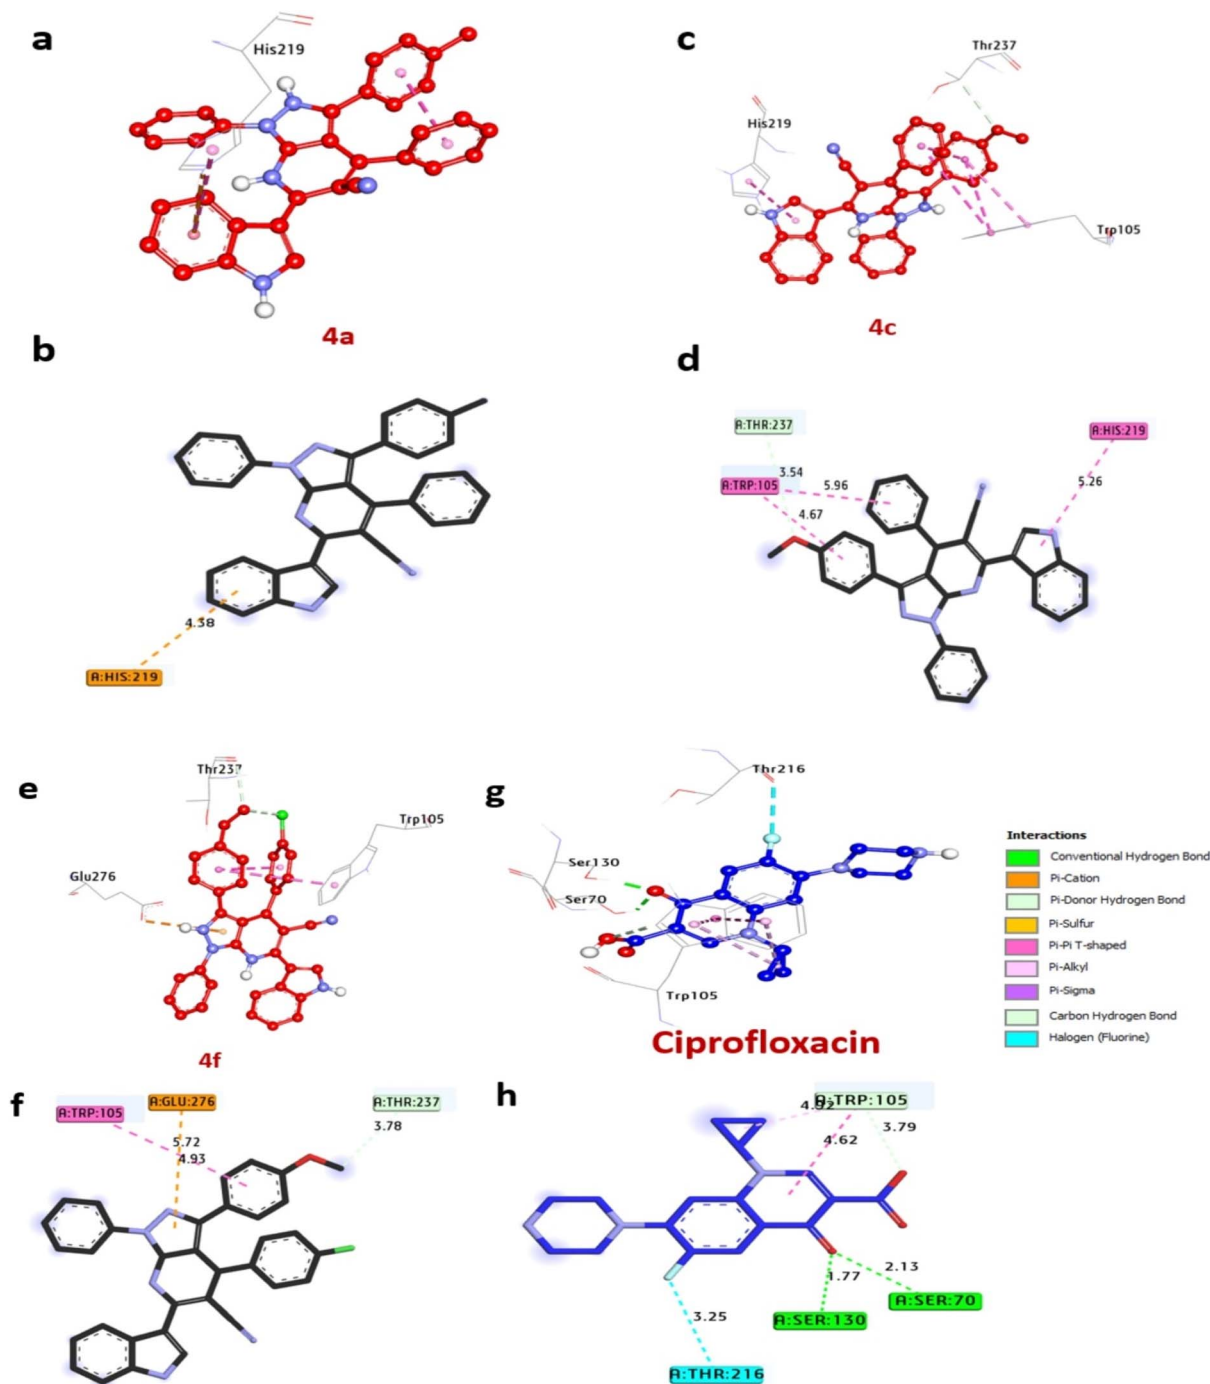 a
His219
4a
c
Thr237
His219
Trp105
4c
b
4.38
A:HIS:219
d
A:THR:237
3.54
A:TRP:105
5.96
4.67
A:HIS:219
5.26
e
Thr237
Trp105
Glu276
4f
g
Thr216
Ser130
Ser70
Trp105
Ciprofloxacin
Interactions
Conventional Hydrogen Bond
Pi-Cation
Pi-Donor Hydrogen Bond
Pi-Sulfur
Pi-Pi T-shaped
Pi-Alkyl
Pi-Sigma
Carbon Hydrogen Bond
Halogen (Fluorine)
f
A:TRP:105
A:GLU:276
A:THR:237
5.72
4.93
3.78
h
A:TRP:105
4.62
3.79
1.77
2.13
A:SER:70
A:SER:130
3.25
A:THR:216